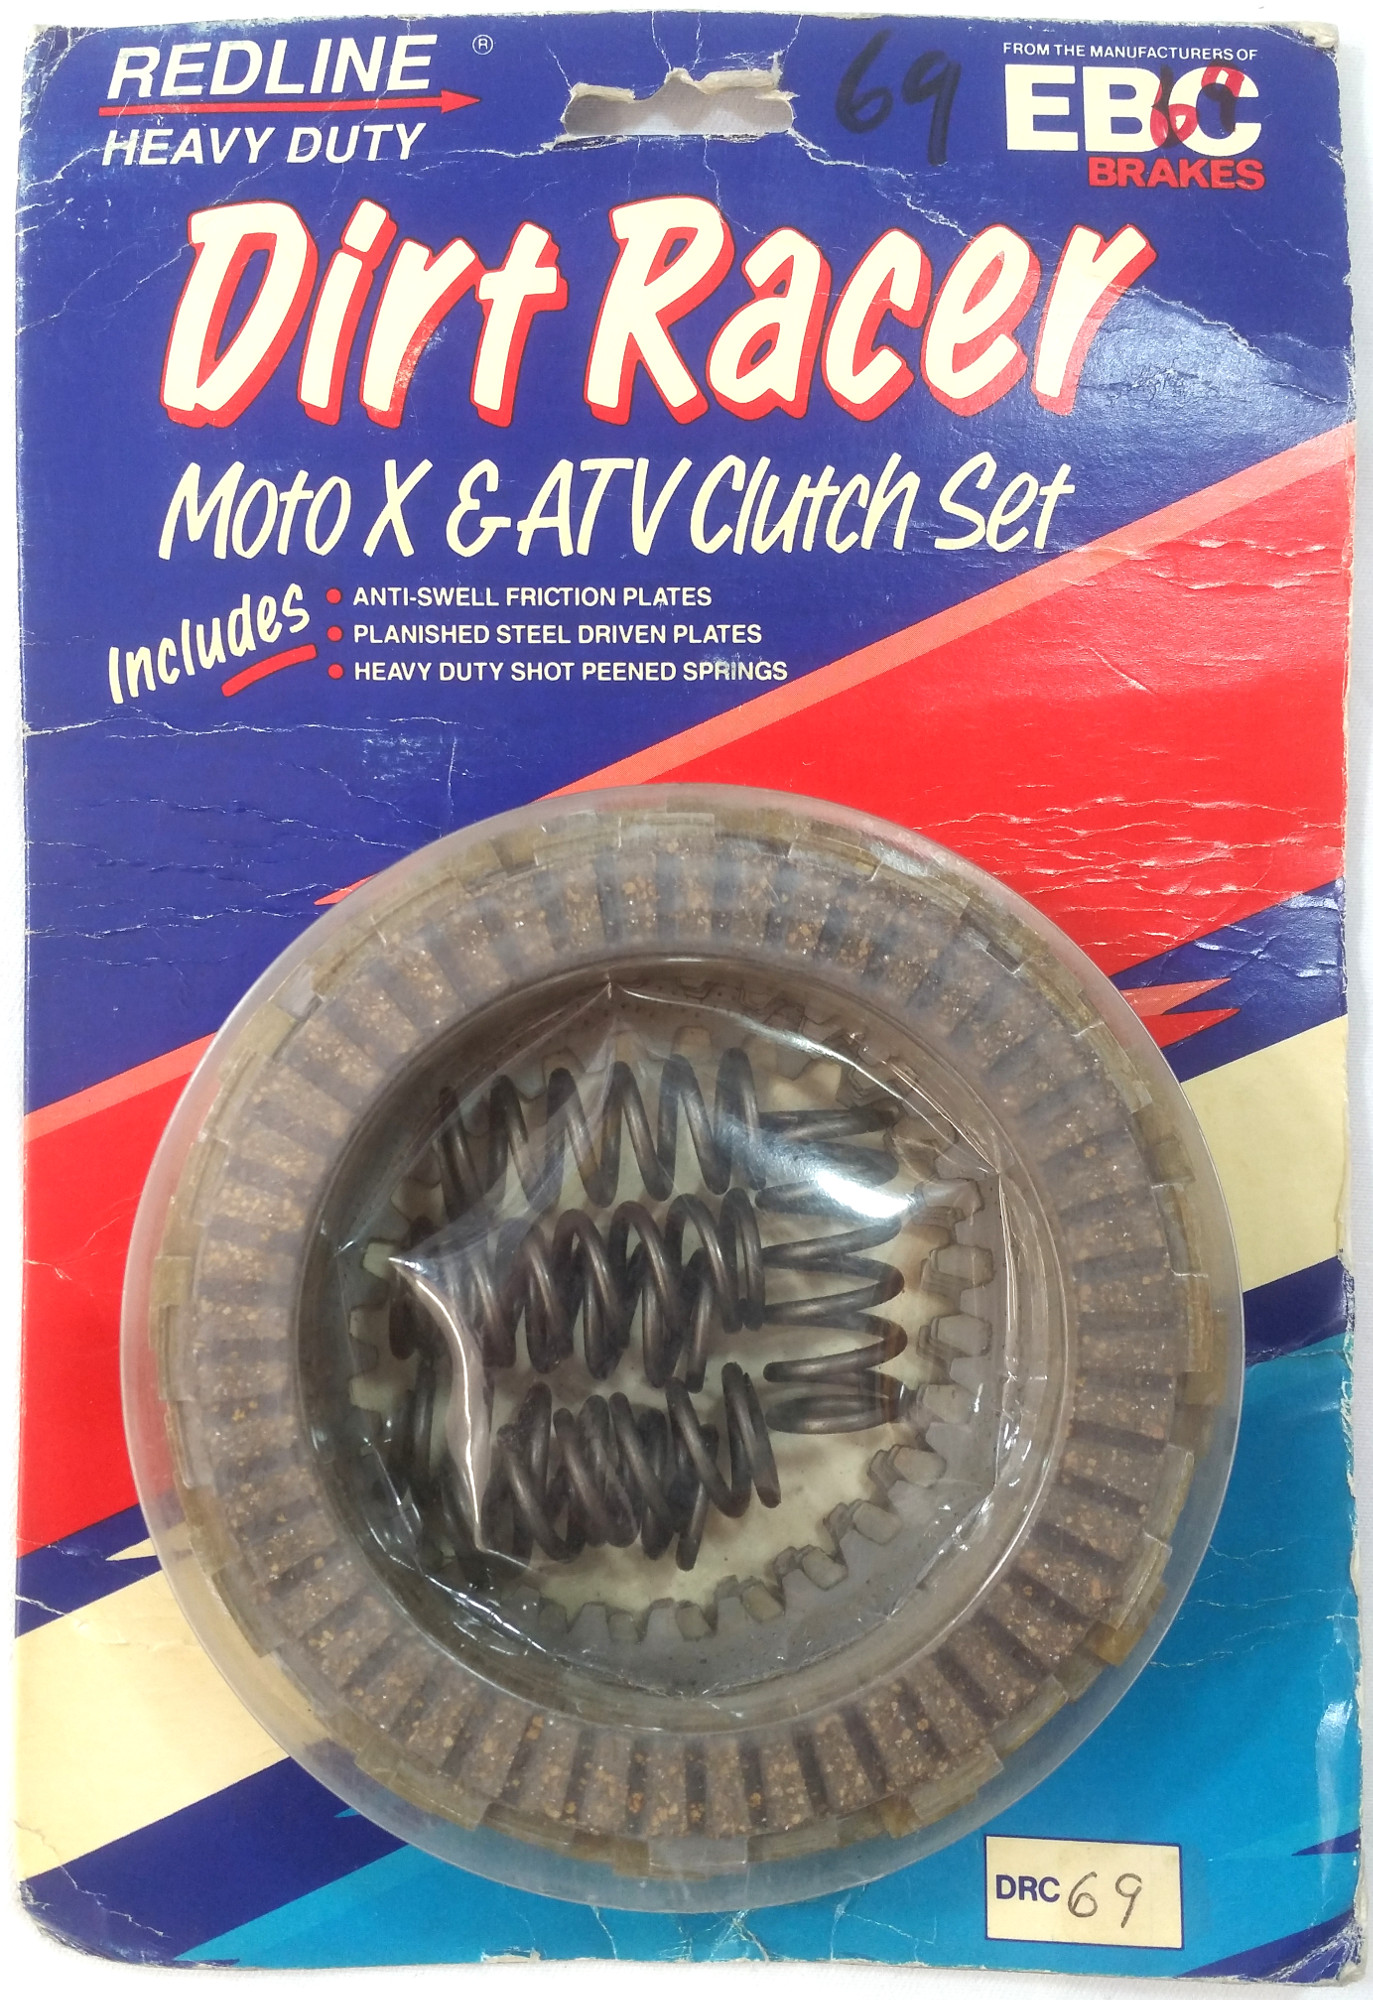 REDLINE ®
HEAVY DUTY
69
FROM THE MANUFACTURERS OF
EBC
69
BRAKES
Dirt Racer
Moto X & ATV Clutch Set
Includes
• ANTI-SWELL FRICTION PLATES
• PLANISHED STEEL DRIVEN PLATES
• HEAVY DUTY SHOT PEENED SPRINGS
DRC 69